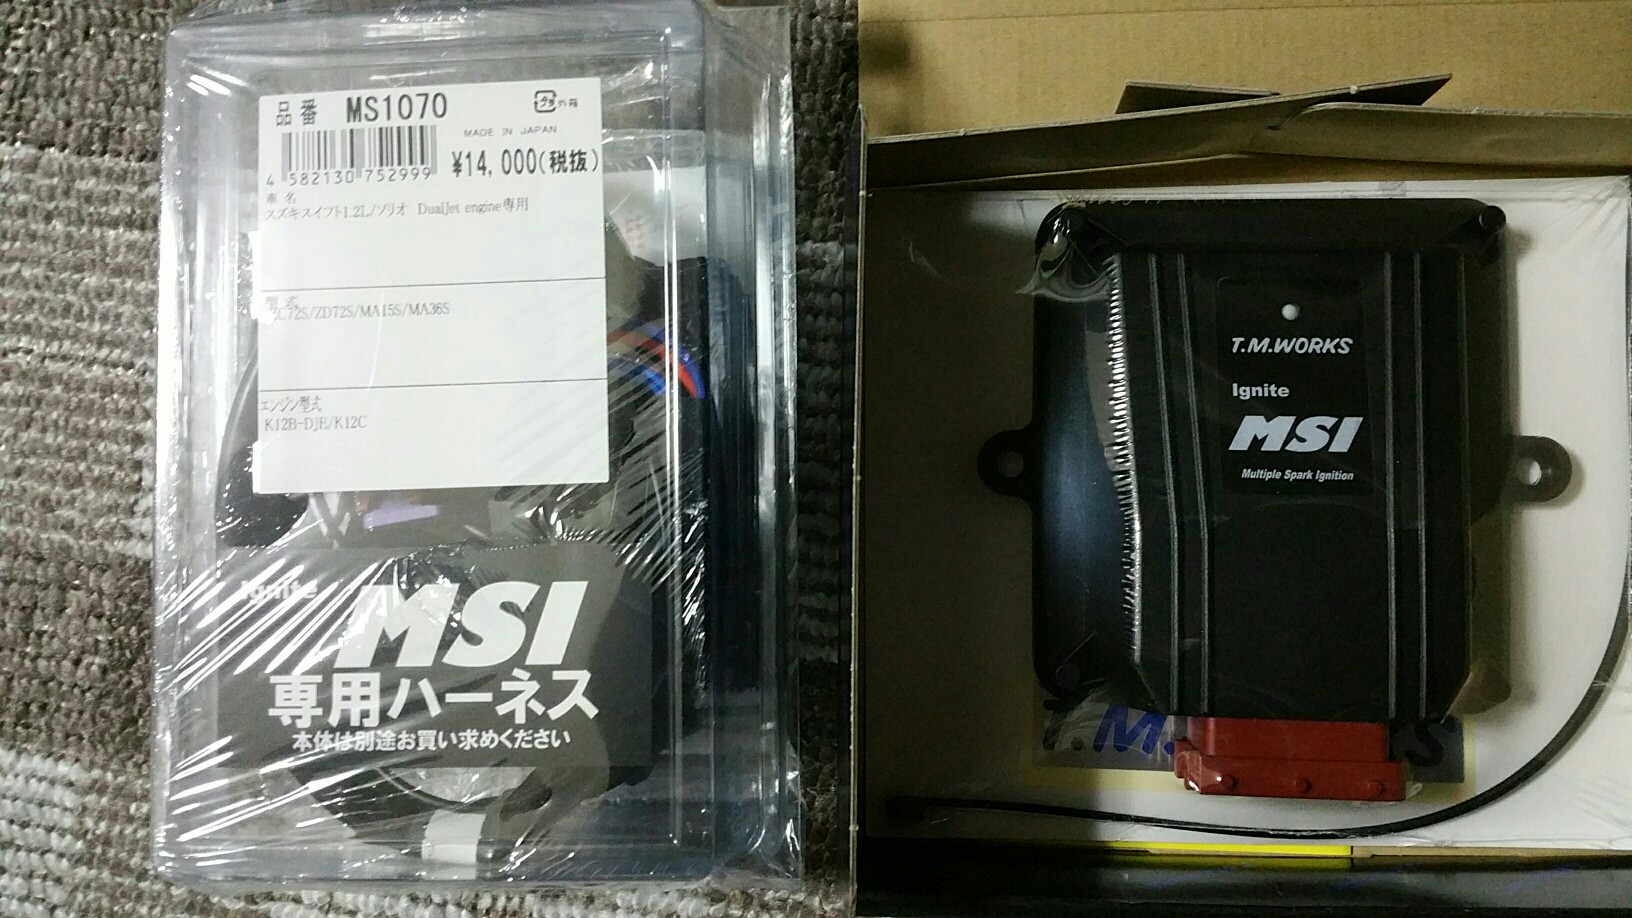 品番 MS1070
外箱
MADE IN JAPAN
¥14,000(税抜)
4 582130 752999
車名
スズキスイフト1.2L/ソリオ DualJet engine専用
型式
ZC72S/ZD72S/MA15S/MA36S
エンジン型式
K12B-DJE/K12C
Ignite
MSI
専用ハーネス
本体は別途お買い求めください
T.M.WORKS
Ignite
MSI
Multiple Spark Ignition